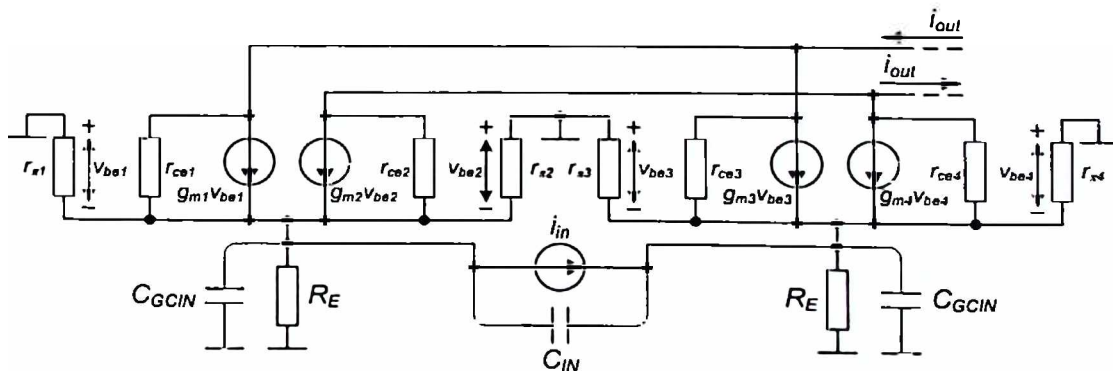 i_out
i_out
+ + + +
r_π1 v_be1 r_ce1 r_ce2 v_be2 r_π2 r_π3 v_be3 r_ce3 r_ce4 v_be4 r_π4
g_m1v_be1 g_m2v_be2 g_m3v_be3 g_m4v_be4
− − − −
i_in
C_GCIN R_E R_E C_GCIN
C_IN